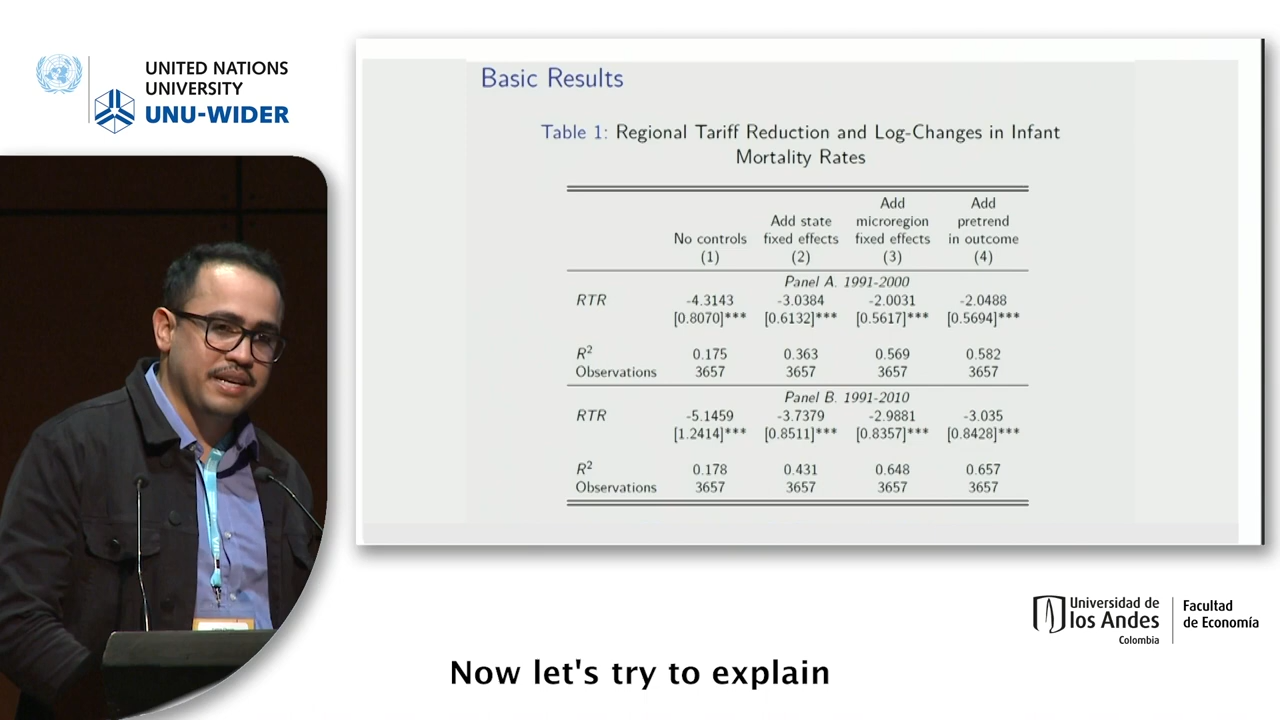 UNITED NATIONS
UNIVERSITY
UNU-WIDER
Basic Results
Table 1: Regional Tariff Reduction and Log-Changes in Infant
Mortality Rates
No controls
(1)
Add state
fixed effects
(2)
Add
microregion
fixed effects
(3)
Add
pretrend
in outcome
(4)
Panel A. 1991-2000
RTR -4.3143 -3.0384 -2.0031 -2.0488
[0.8070]*** [0.6132]*** [0.5617]*** [0.5694]***
R² 0.175 0.363 0.569 0.582
Observations 3657 3657 3657 3657
Panel B. 1991-2010
RTR -5.1459 -3.7379 -2.9881 -3.035
[1.2414]*** [0.8511]*** [0.8357]*** [0.8428]***
R² 0.178 0.431 0.648 0.657
Observations 3657 3657 3657 3657
Universidad de
los Andes
Colombia
Facultad
de Economía
Now let's try to explain